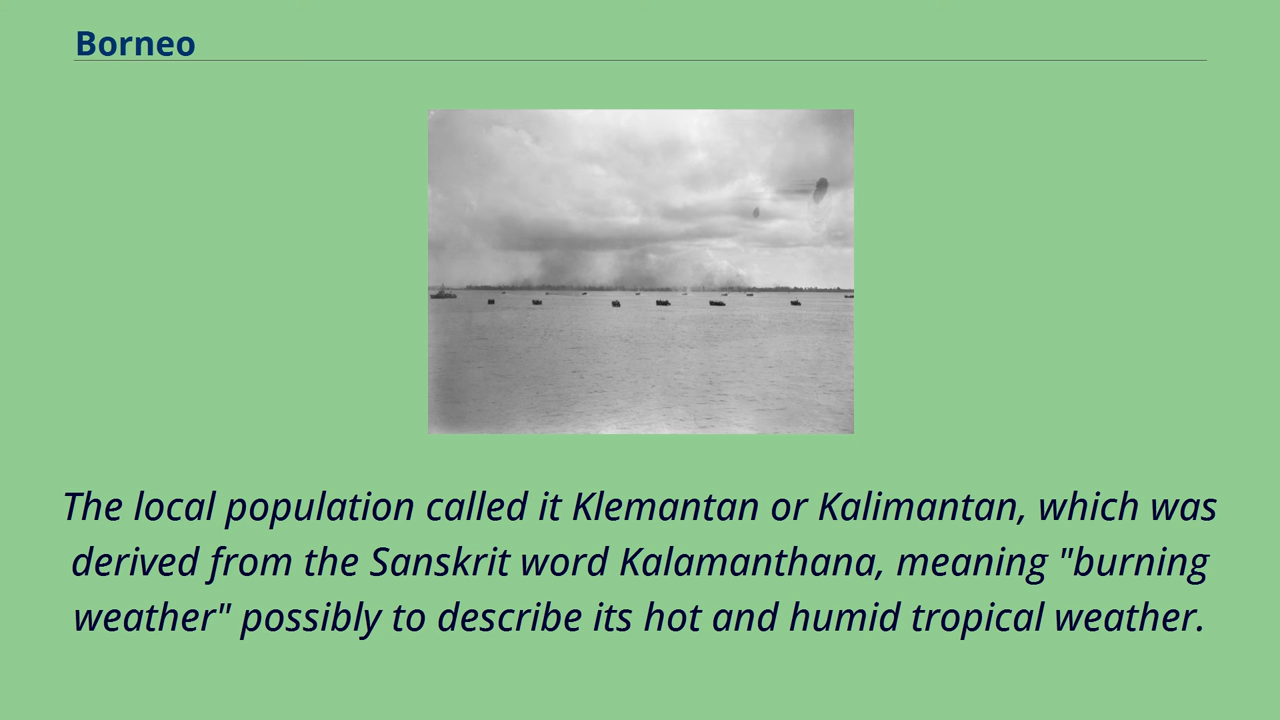 Borneo
The local population called it Klemantan or Kalimantan, which was
derived from the Sanskrit word Kalamanthana, meaning "burning
weather" possibly to describe its hot and humid tropical weather.